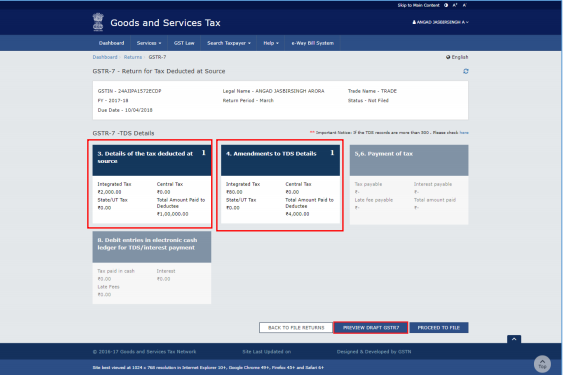 Skip to Main Content A+ A-
Goods and Services Tax
ANGAD JASBIRSINGH A
Dashboard Services GST Law Search Taxpayer Help e-Way Bill System
Dashboard Returns GSTR-7 English
GSTR-7 - Return for Tax Deducted at Source
GSTIN - 24AJIPA1572ECDP Legal Name - ANGAD JASBIRSINGH ARORA Trade Name - TRADE
FY - 2017-18 Return Period - March Status - Not Filed
Due Date - 10/04/2018
GSTR-7 -TDS Details *** Important Notice: If the TDS records are more than 500, Please check here
3. Details of the tax deducted at source 1
Integrated Tax Central Tax
₹2,000.00 ₹0.00
State/UT Tax Total Amount Paid to Deductee
₹0.00 ₹1,00,000.00
4. Amendments to TDS Details 1
Integrated Tax Central Tax
₹80.00 ₹0.00
State/UT Tax Total Amount Paid to Deductee
₹0.00 ₹4,000.00
5,6. Payment of tax
Tax payable Interest payable
₹- ₹-
Late fee payable Total amount paid
₹- ₹-
8. Debit entries in electronic cash ledger for TDS/interest payment
Tax paid in cash Interest
₹0.00 ₹0.00
Late Fees
₹0.00
BACK TO FILE RETURNS PREVIEW DRAFT GSTR7 PROCEED TO FILE
© 2016-17 Goods and Services Tax Network Site Last Updated on Designed & Developed by GSTN
Site best viewed at 1024 x 768 resolution in Internet Explorer 10+, Google Chrome 49+, Firefox 45+ and Safari 6+
Top